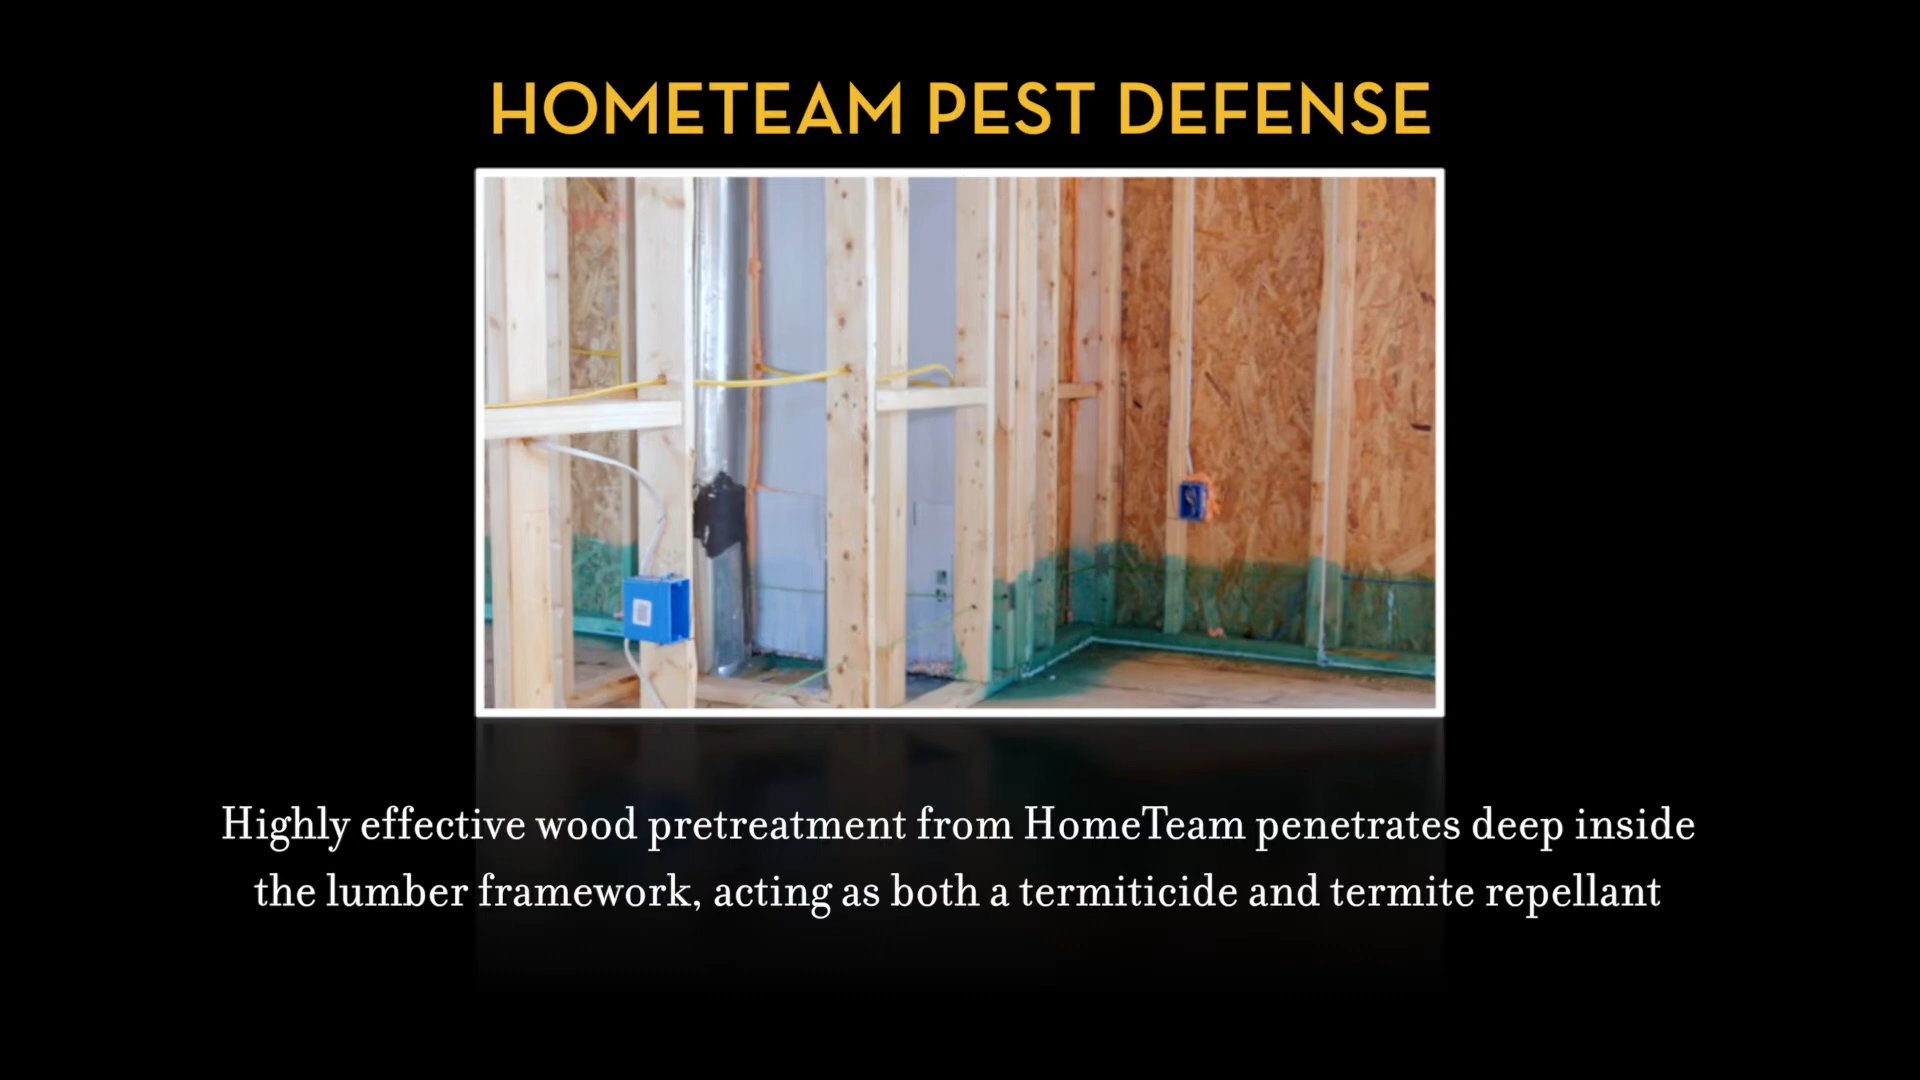 HOMETEAM PEST DEFENSE
Highly effective wood pretreatment from HomeTeam penetrates deep inside
the lumber framework, acting as both a termiticide and termite repellant